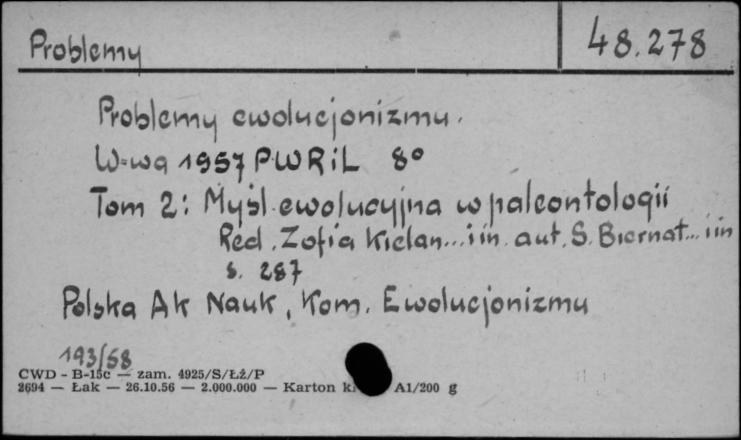 Problemy
48.278
Problemy ewolucjonizmu.
W-wa 1957 PWRiL 8°
Tom 2: Myśl ewolucyjna w paleontologii
Red. Zofia Kielan... i in. aut. S. Biernat... i in
s. 287
Polska Ak Nauk, Kom. Ewolucjonizmu
193/58
CWD - B-15c — zam. 4925/S/ŁŻ/P
2694 — Łak — 26.10.56 — 2.000.000 — Karton A1/200 g